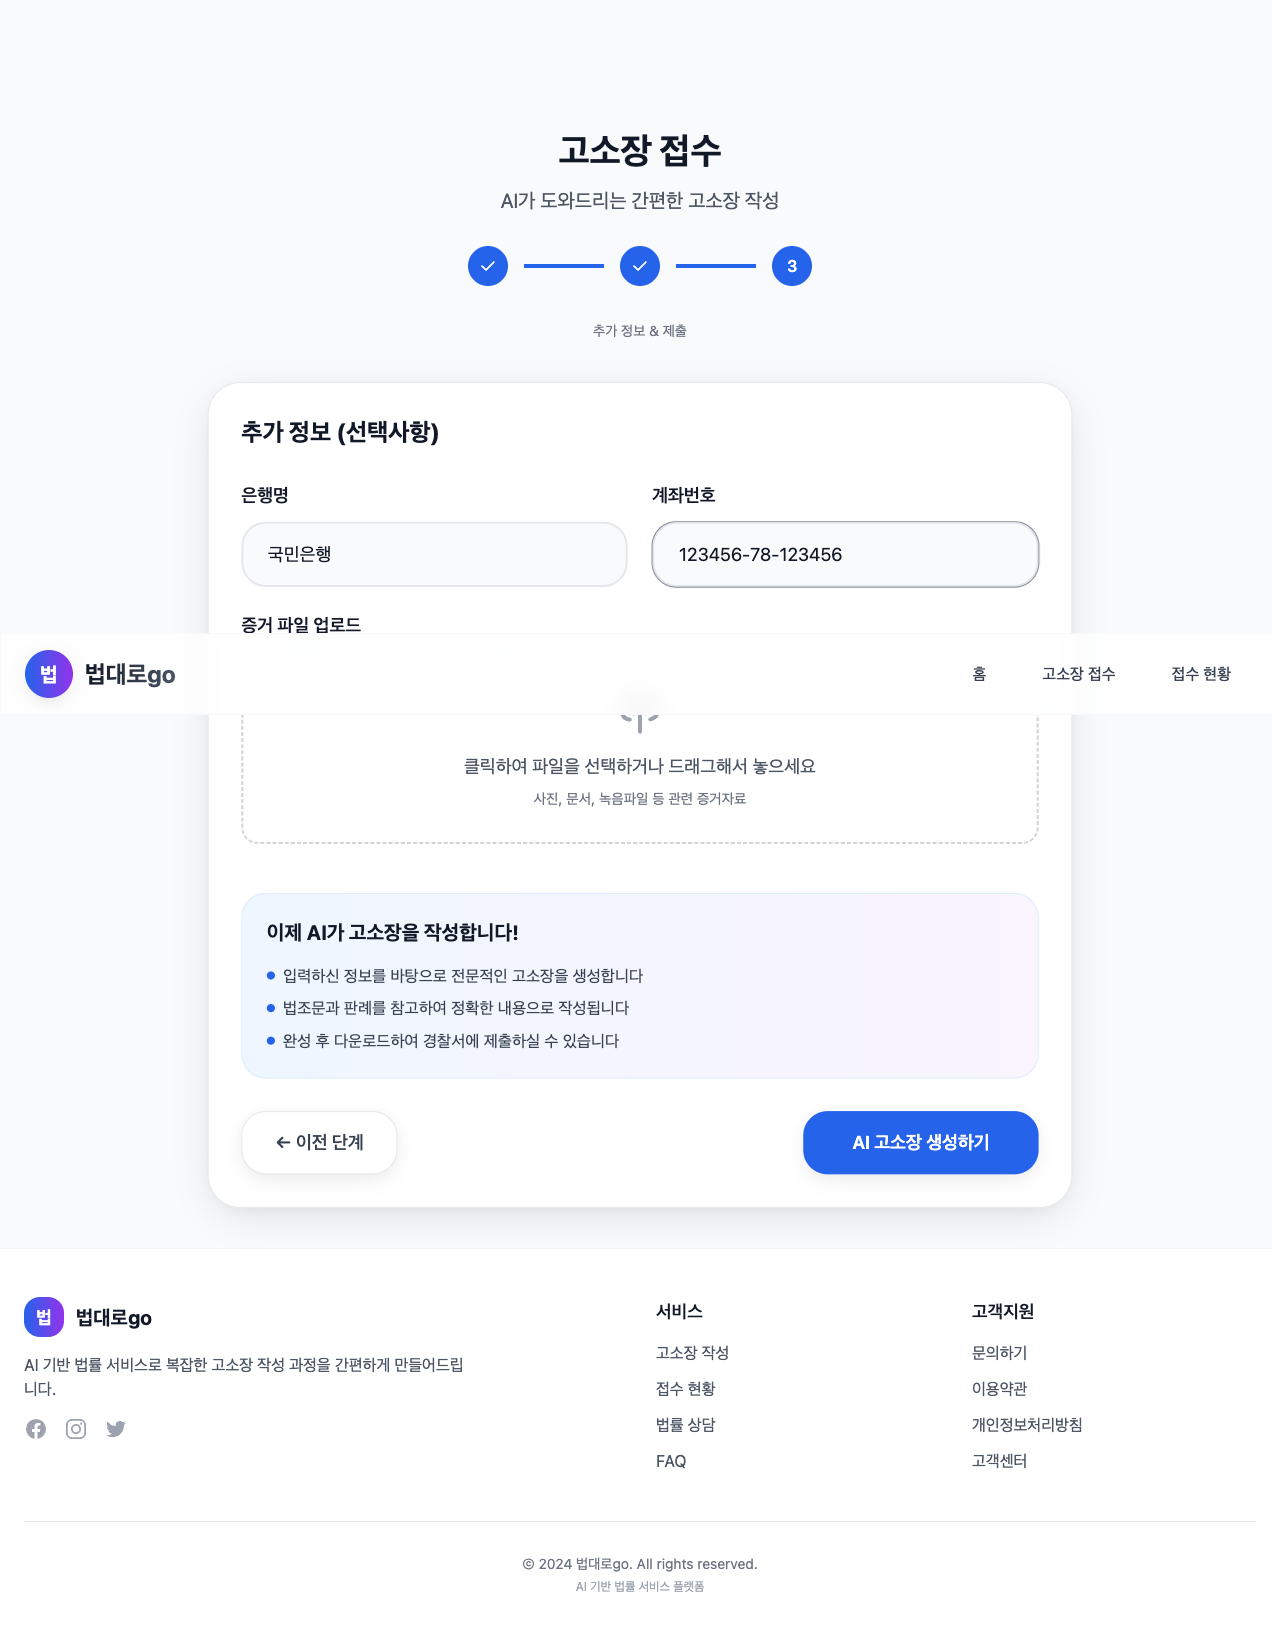 고소장 접수
AI가 도와드리는 간편한 고소장 작성
3
추가 정보 & 제출
추가 정보 (선택사항)
은행명
계좌번호
국민은행
123456-78-123456
증거 파일 업로드
법 법대로go
홈
고소장 접수
접수 현황
클릭하여 파일을 선택하거나 드래그해서 놓으세요
사진, 문서, 녹음파일 등 관련 증거자료
이제 AI가 고소장을 작성합니다!
입력하신 정보를 바탕으로 전문적인 고소장을 생성합니다
법조문과 판례를 참고하여 정확한 내용으로 작성됩니다
완성 후 다운로드하여 경찰서에 제출하실 수 있습니다
← 이전 단계
AI 고소장 생성하기
법 법대로go
AI 기반 법률 서비스로 복잡한 고소장 작성 과정을 간편하게 만들어드립
니다.
서비스
고소장 작성
접수 현황
법률 상담
FAQ
고객지원
문의하기
이용약관
개인정보처리방침
고객센터
© 2024 법대로go. All rights reserved.
AI 기반 법률 서비스 플랫폼